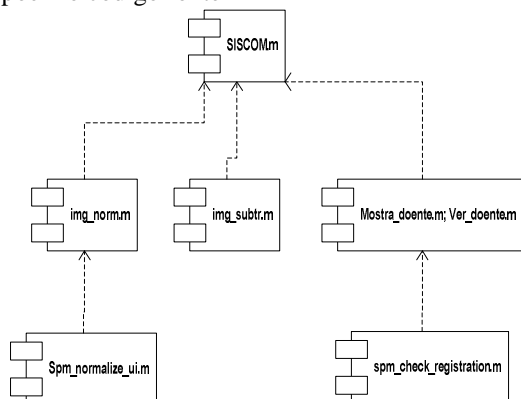 SISCOM.m
img_norm.m
img_subtr.m
Mostra_doente.m; Ver_doente.m
Spm_normalize_ui.m
spm_check_registration.m